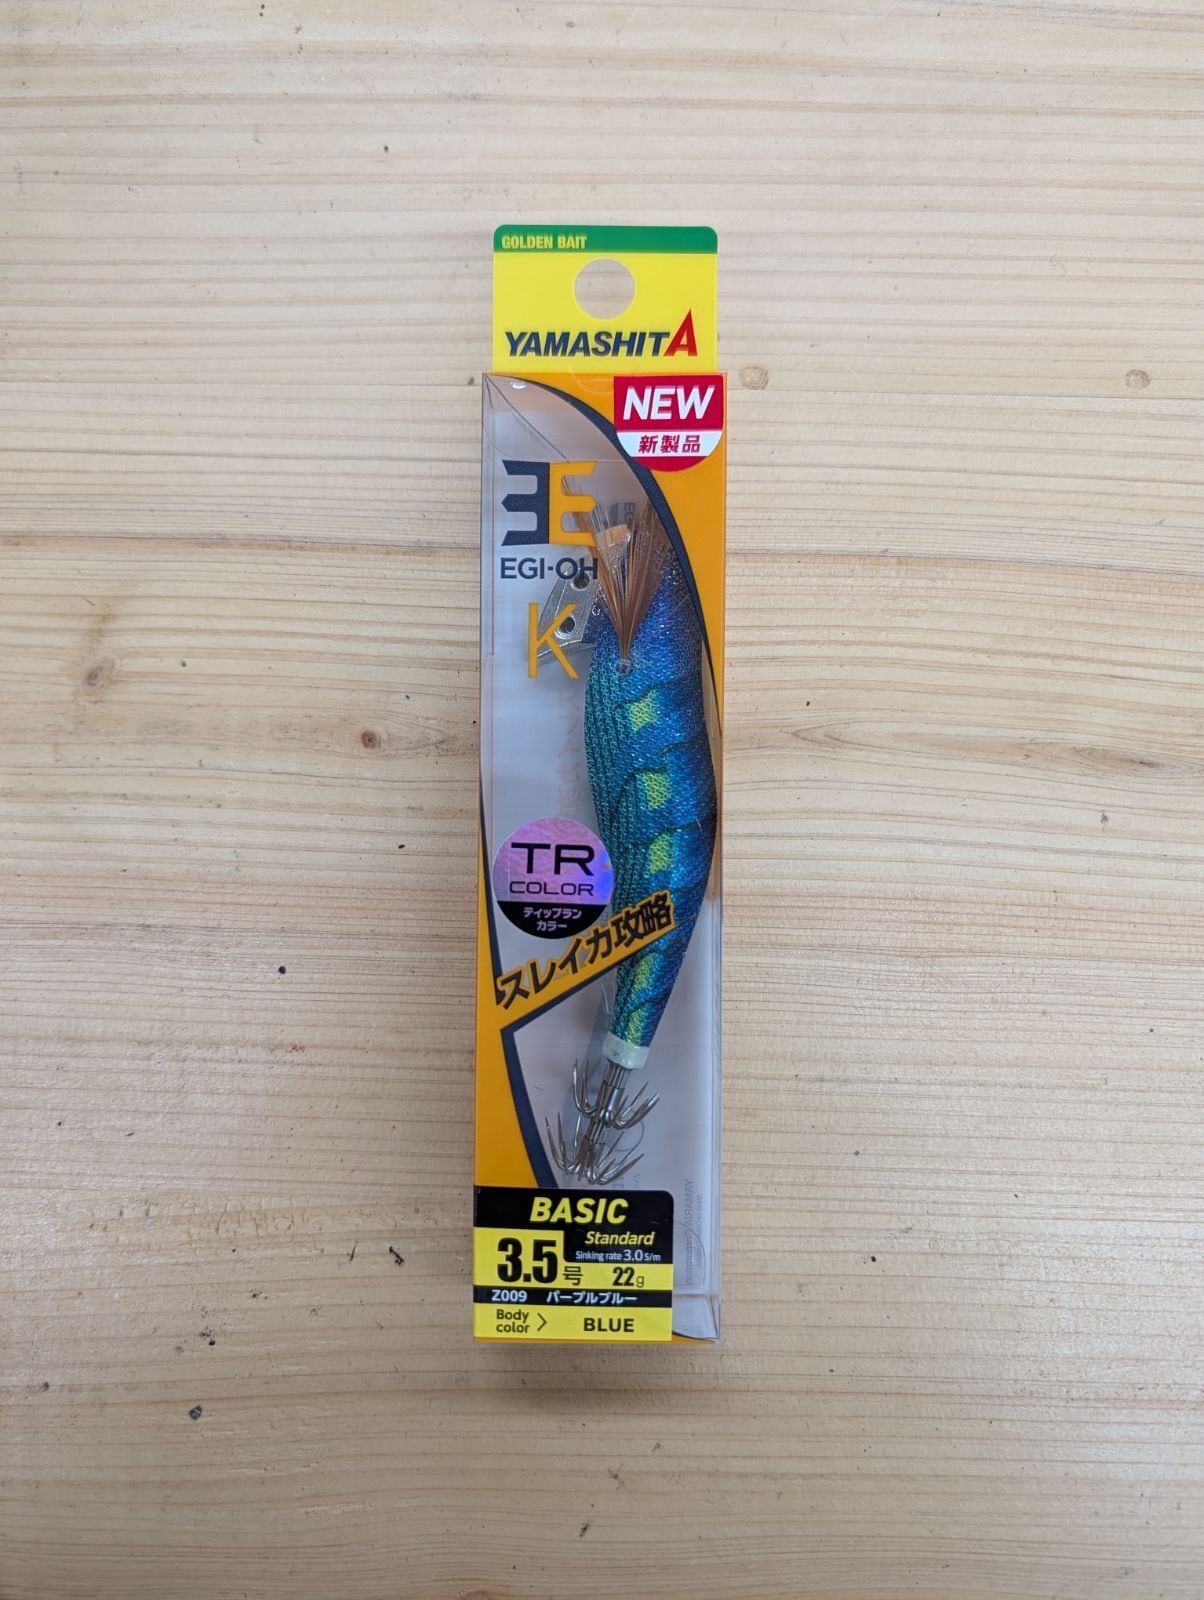 GOLDEN BAIT
YAMASHITA
NEW
新製品
EGI-OH
K
TR
COLOR
ティップラン
カラー
スレイカ攻略
BASIC
Standard
Sinking rate 3.0 S/m
3.5号 22g
Z009 パープルブルー
Body
color > BLUE